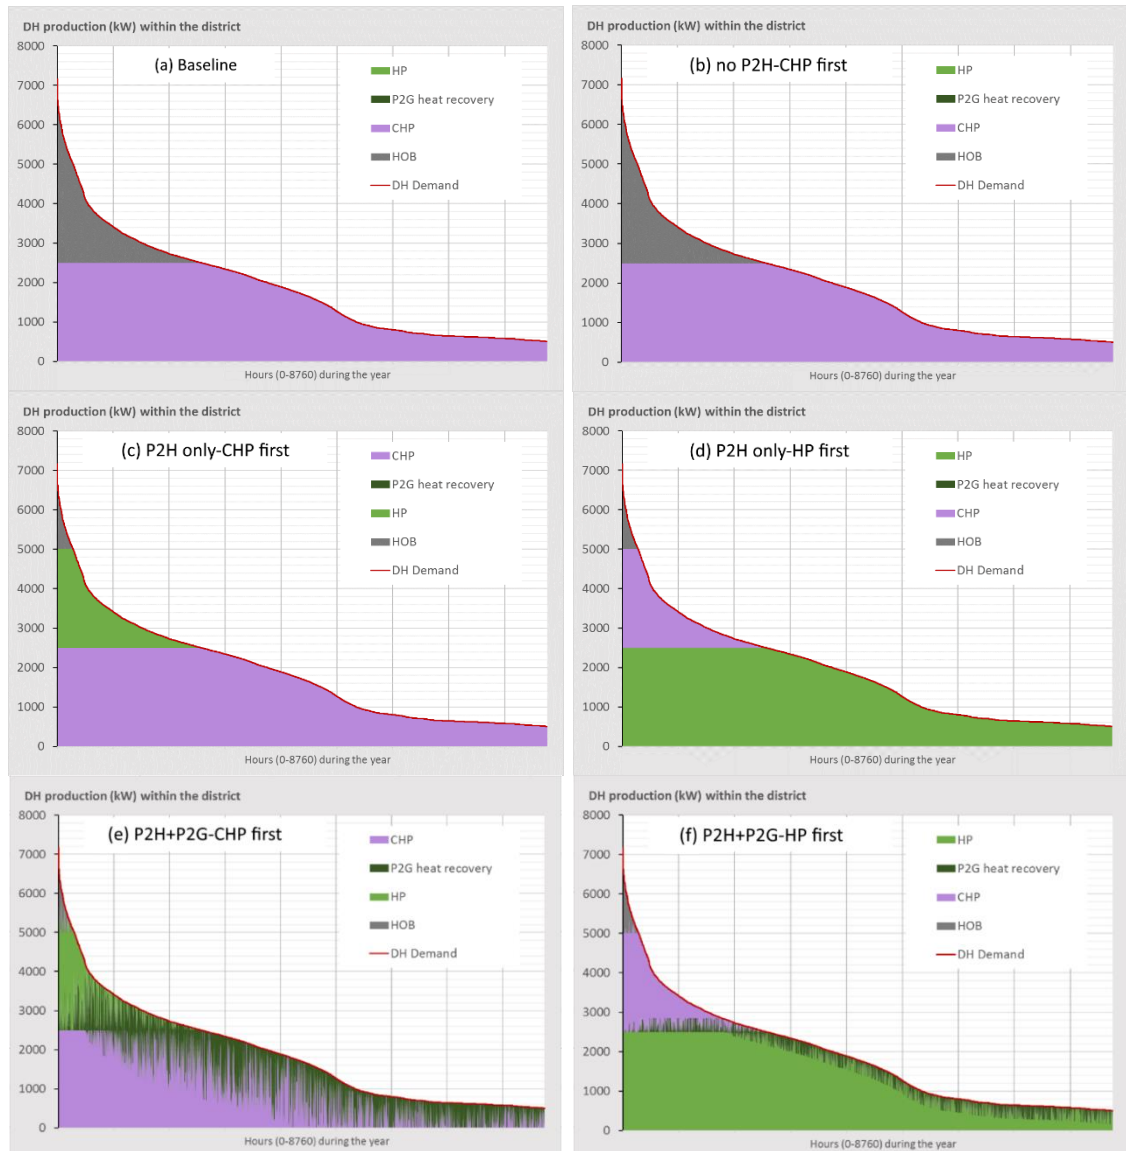 DH production (kW) within the district
(a) Baseline
8000
7000
6000
5000
4000
3000
2000
1000
0
HP
P2G heat recovery
CHP
HOB
DH Demand
Hours (0-8760) during the year
DH production (kW) within the district
(b) no P2H-CHP first
8000
7000
6000
5000
4000
3000
2000
1000
0
HP
P2G heat recovery
CHP
HOB
DH Demand
Hours (0-8760) during the year
DH production (kW) within the district
(c) P2H only-CHP first
8000
7000
6000
5000
4000
3000
2000
1000
0
CHP
P2G heat recovery
HP
HOB
DH Demand
Hours (0-8760) during the year
DH production (kW) within the district
(d) P2H only-HP first
8000
7000
6000
5000
4000
3000
2000
1000
0
HP
P2G heat recovery
CHP
HOB
DH Demand
Hours (0-8760) during the year
DH production (kW) within the district
(e) P2H+P2G-CHP first
8000
7000
6000
5000
4000
3000
2000
1000
0
CHP
P2G heat recovery
HP
HOB
DH Demand
Hours (0-8760) during the year
DH production (kW) within the district
(f) P2H+P2G-HP first
8000
7000
6000
5000
4000
3000
2000
1000
0
HP
P2G heat recovery
CHP
HOB
DH Demand
Hours (0-8760) during the year